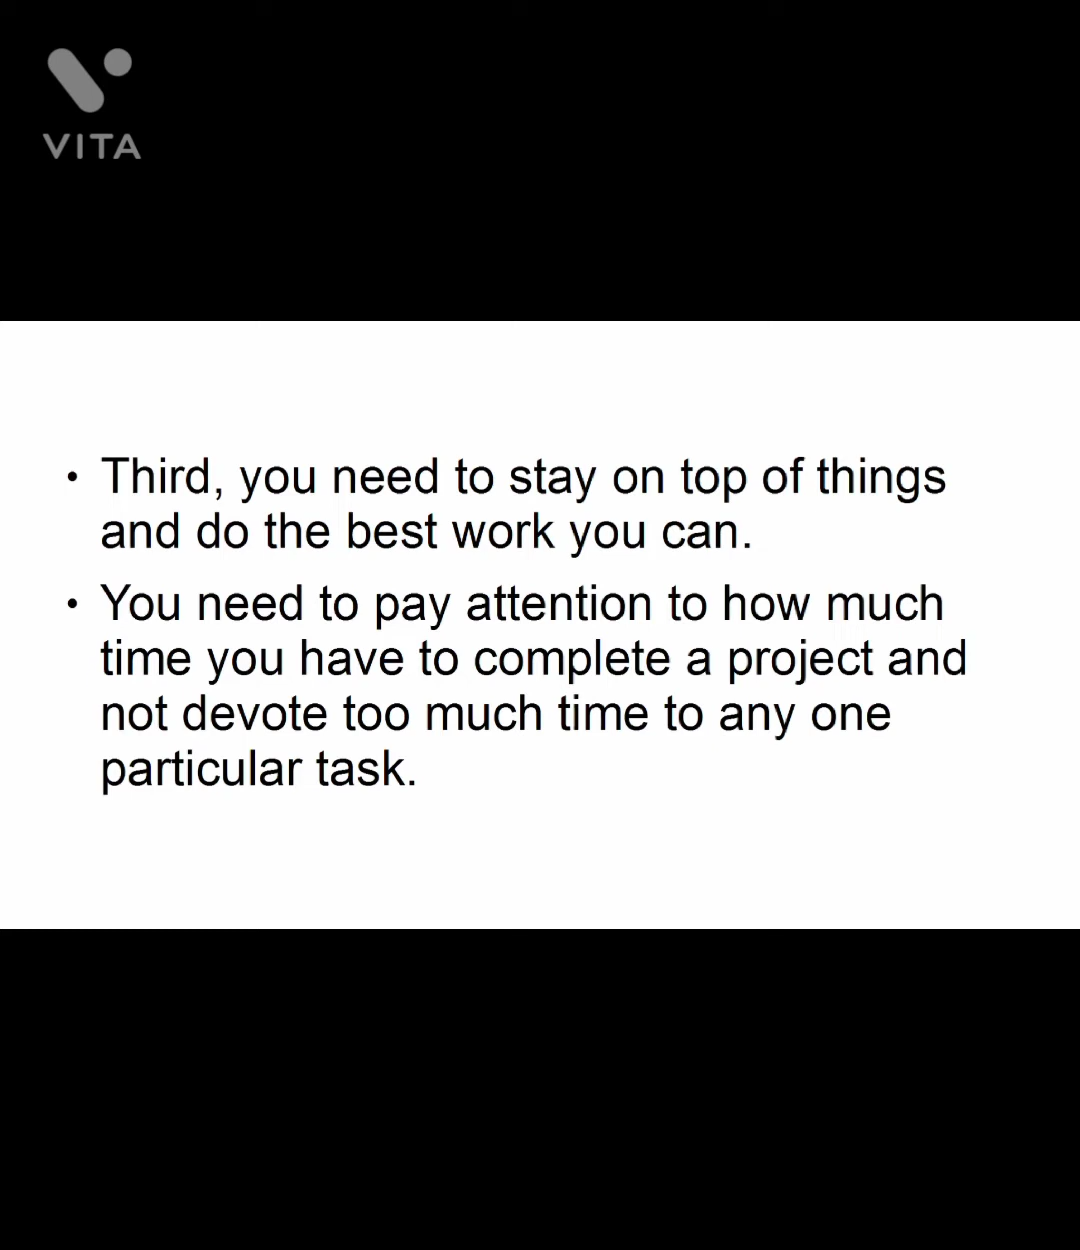 VITA
• Third, you need to stay on top of things
and do the best work you can.
• You need to pay attention to how much
time you have to complete a project and
not devote too much time to any one
particular task.